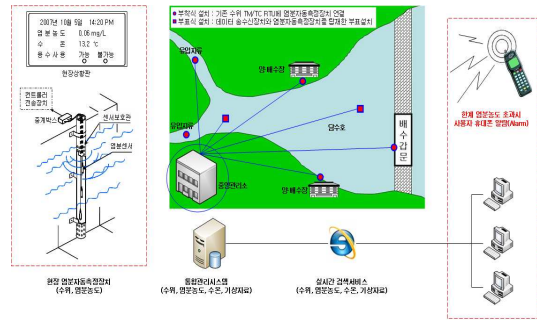 2007년 10월 5일 14:20 PM
염분농도 0.06 mg/L
수 온 13.2 ℃
용수사용 가능 불가능
현장상황판
컨트롤러
전송장치
중계박스
센서보호관
염분센서
현장 염분자동측정장치
(수위, 염분농도)
● 부착식 설치 : 기존 수위 TM/TC RTU에 염분자동측정장치 연결
■ 부표식 설치 : 데이터 송수신장치와 염분자동측정장치를 탑재한 부표설치
유입지류
양·배수장
유입지류
담수호
배수갑문
중앙관리소
양·배수장
통합관리시스템
(수위, 염분농도, 수온, 기상자료)
실시간 검색서비스
(수위, 염분농도, 수온, 기상자료)
한계 염분농도 초과시
사용자 휴대폰 알람(Alarm)